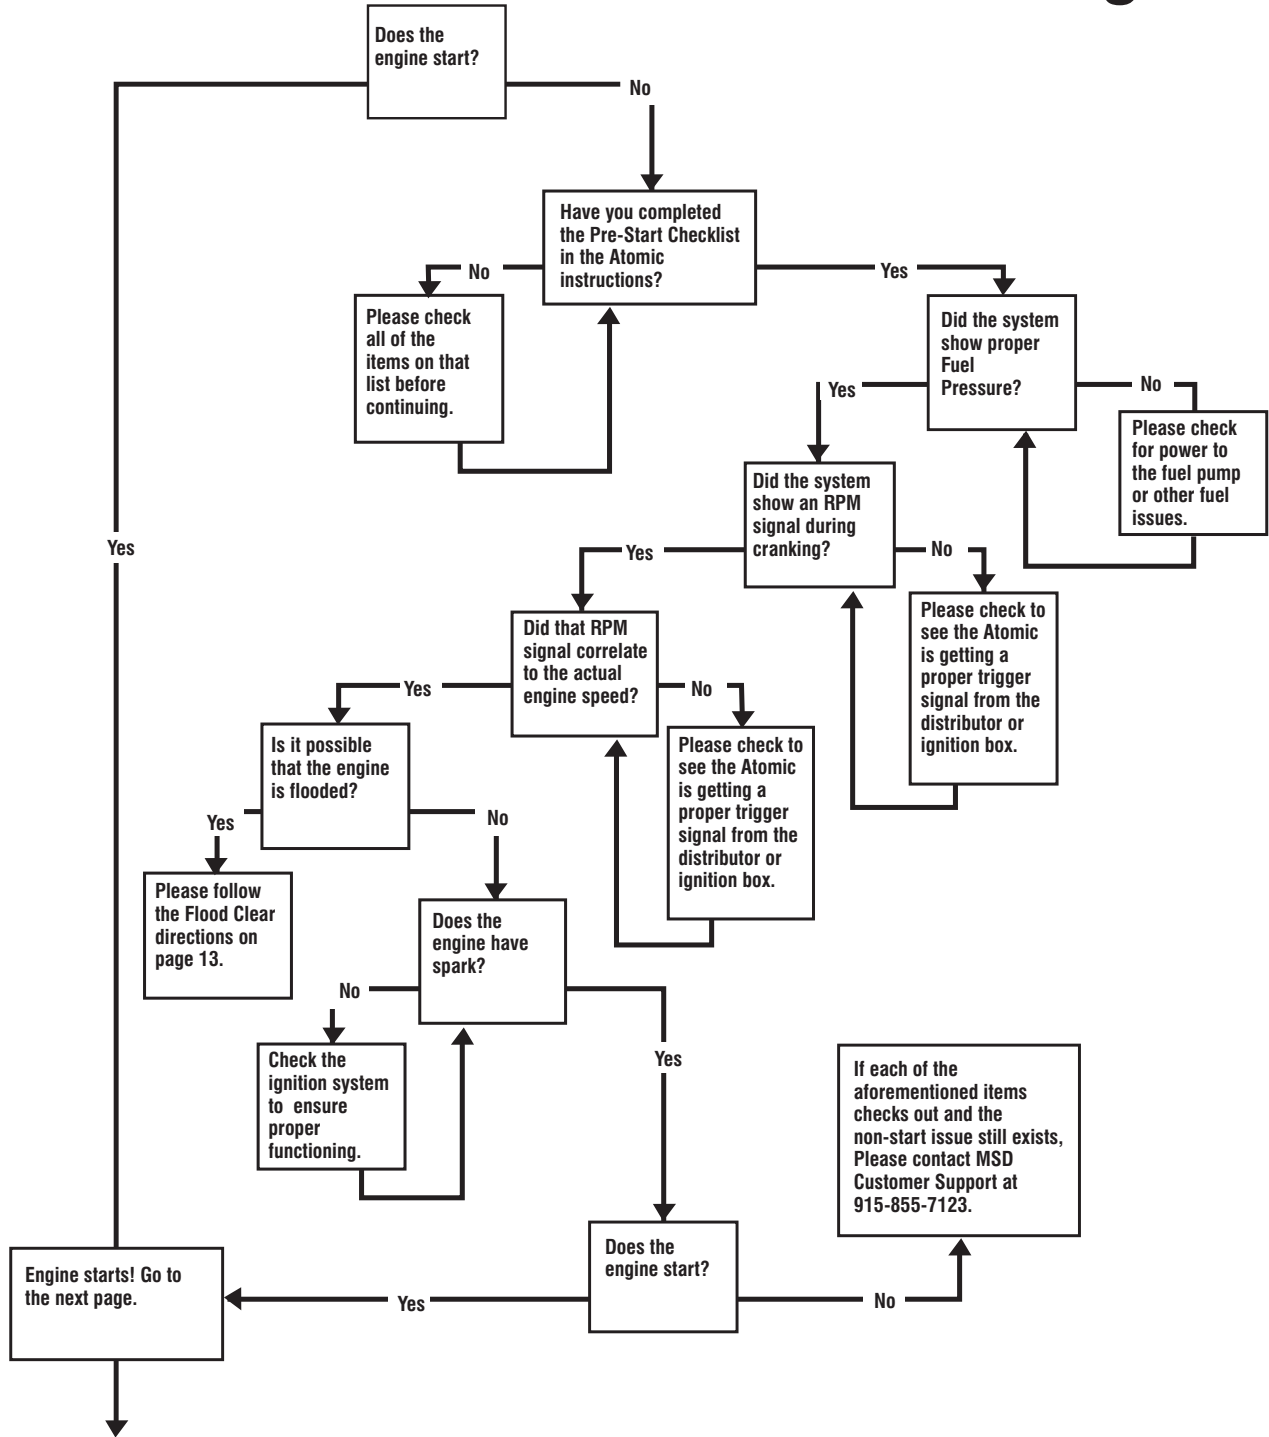 Does the
engine start?
No
Have you completed
the Pre-Start Checklist
in the Atomic
instructions?
No
Yes
Please check
all of the
items on that
list before
continuing.
Did the system
show proper
Fuel
Pressure?
Yes
No
Please check
for power to
the fuel pump
or other fuel
issues.
Did the system
show an RPM
signal during
cranking?
Yes
Yes
No
Please check to
see the Atomic
is getting a
proper trigger
signal from the
distributor or
ignition box.
Did that RPM
signal correlate
to the actual
engine speed?
Yes
No
Please check to
see the Atomic
is getting a
proper trigger
signal from the
distributor or
ignition box.
Is it possible
that the engine
is flooded?
Yes
No
Please follow
the Flood Clear
directions on
page 13.
Does the
engine have
spark?
No
Yes
Check the
ignition system
to  ensure
proper
functioning.
If each of the
aforementioned items
checks out and the
non-start issue still exists,
Please contact MSD
Customer Support at
915-855-7123.
Does the
engine start?
Yes
No
Engine starts! Go to
the next page.